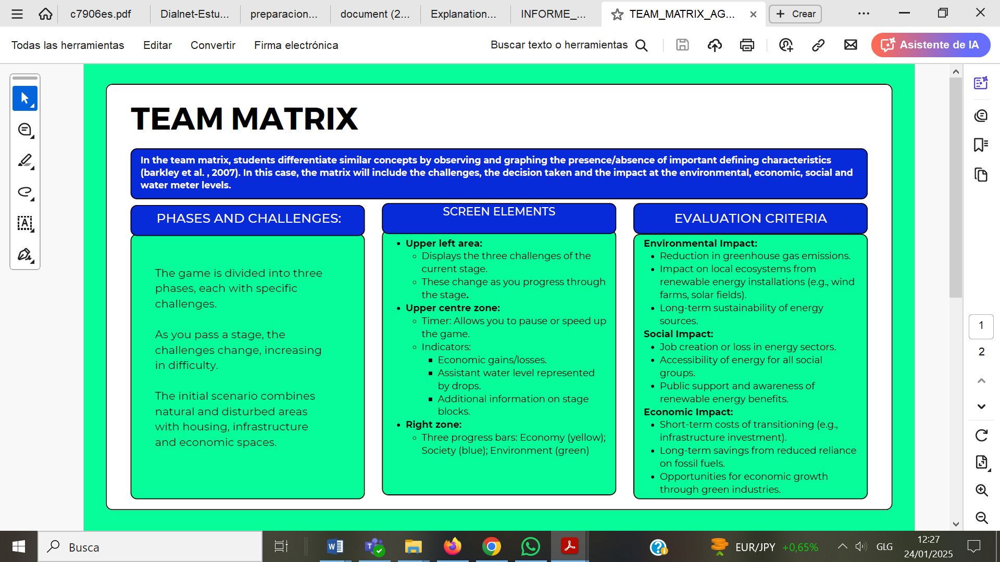 c7906es.pdf
Dialnet-Estu...
preparacion...
document (2...
Explanation...
INFORME_...
TEAM_MATRIX_AG...
Crear
Todas las herramientas
Editar
Convertir
Firma electrónica
Buscar texto o herramientas
Asistente de IA
TEAM MATRIX
In the team matrix, students differentiate similar concepts by observing and graphing the presence/absence of important defining characteristics
(barkley et al. , 2007). In this case, the matrix will include the challenges, the decision taken and the impact at the environmental, economic, social and
water meter levels.
PHASES AND CHALLENGES:
The game is divided into three
phases, each with specific
challenges.
As you pass a stage, the
challenges change, increasing
in difficulty.
The initial scenario combines
natural and disturbed areas
with housing, infrastructure
and economic spaces.
SCREEN ELEMENTS
• Upper left area:
◦ Displays the three challenges of the
current stage.
◦ These change as you progress through
the stage.
• Upper centre zone:
◦ Timer: Allows you to pause or speed up
the game.
◦ Indicators:
▪ Economic gains/losses.
▪ Assistant water level represented
by drops.
▪ Additional information on stage
blocks.
• Right zone:
◦ Three progress bars: Economy (yellow);
Society (blue); Environment (green)
EVALUATION CRITERIA
Environmental Impact:
• Reduction in greenhouse gas emissions.
• Impact on local ecosystems from
renewable energy installations (e.g., wind
farms, solar fields).
• Long-term sustainability of energy
sources.
Social Impact:
• Job creation or loss in energy sectors.
• Accessibility of energy for all social
groups.
• Public support and awareness of
renewable energy benefits.
Economic Impact:
• Short-term costs of transitioning (e.g.,
infrastructure investment).
• Long-term savings from reduced reliance
on fossil fuels.
• Opportunities for economic growth
through green industries.
1
2
Busca
EUR/JPY +0,65%
GLG
12:27
24/01/2025